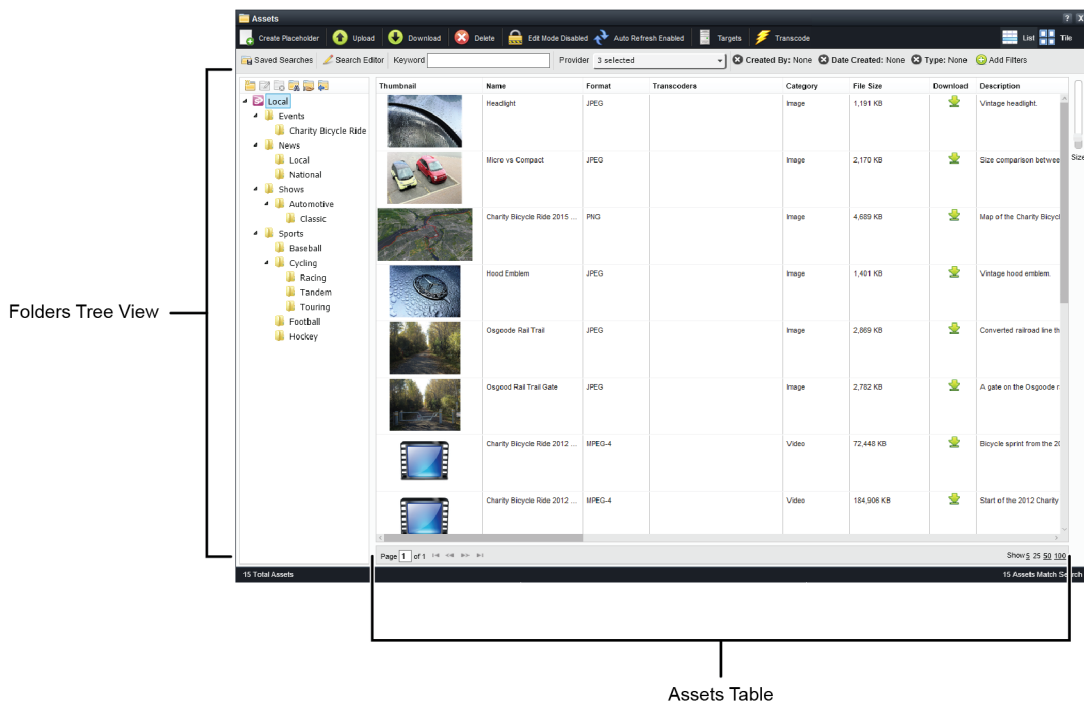 Assets
? X
Create Placeholder Upload Download Delete Edit Mode Disabled Auto Refresh Enabled Targets Transcode List Tile
Saved Searches Search Editor Keyword Provider 3 selected Created By: None Date Created: None Type: None Add Filters
Thumbnail Name Format Transcoders Category File Size Download Description
Local
Events
Charity Bicycle Ride
News
Local
National
Shows
Automotive
Classic
Sports
Baseball
Cycling
Racing
Tandem
Touring
Football
Hockey
Folders Tree View
Headlight JPEG Image 1,191 KB Vintage headlight.
Size
Micro vs Compact JPEG Image 2,170 KB Size comparison betwee
Charity Bicycle Ride 2015 ... PNG Image 4,689 KB Map of the Charity Bicycl
Hood Emblem JPEG Image 1,401 KB Vintage hood emblem.
Osgoode Rail Trail JPEG Image 2,869 KB Converted railroad line th
Osgood Rail Trail Gate JPEG Image 2,782 KB A gate on the Osgoode r
Charity Bicycle Ride 2012 ... MPEG-4 Video 72,448 KB Bicycle sprint from the 20
Charity Bicycle Ride 2012 ... MPEG-4 Video 184,906 KB Start of the 2012 Charity
Page 1 of 1 Show 5 25 50 100
15 Total Assets 15 Assets Match Search
Assets Table